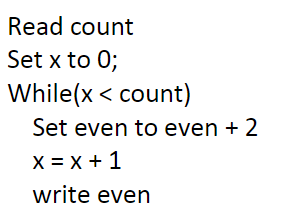 Read count
Set x to 0;
While(x < count)
Set even to even + 2
x = x + 1
write even